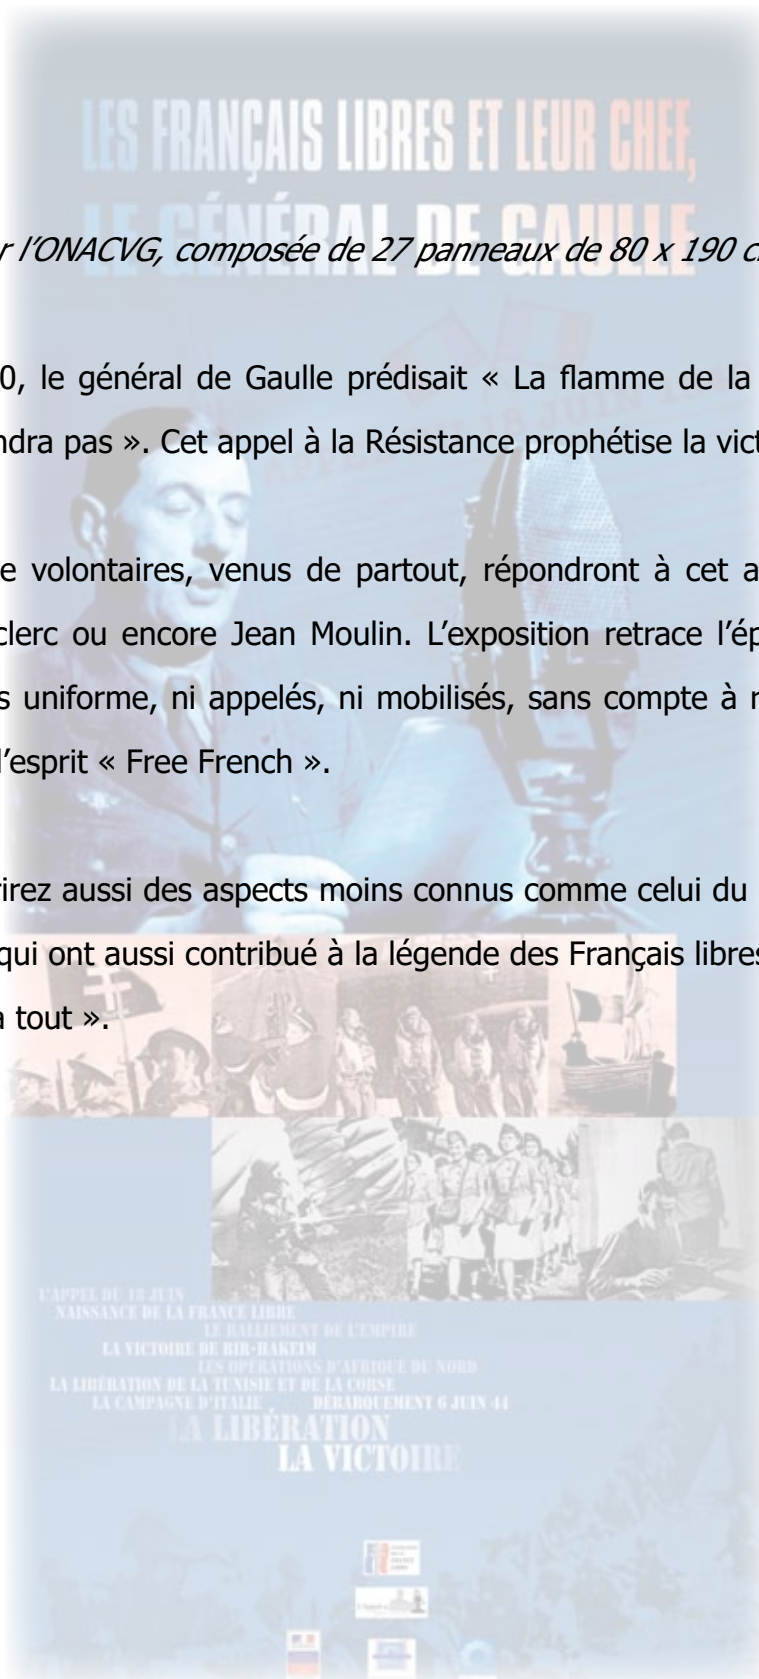 LES FRANÇAIS LIBRES ET LEUR CHEF,
LE GÉNÉRAL DE GAULLE
r l'ONACVG, composée de 27 panneaux de 80 x 190 c
0, le général de Gaulle prédisait « La flamme de la
ndra pas ». Cet appel à la Résistance prophétise la vict
e volontaires, venus de partout, répondront à cet a
clerc ou encore Jean Moulin. L'exposition retrace l'ép
s uniforme, ni appelés, ni mobilisés, sans compte à r
l'esprit « Free French ».
rirez aussi des aspects moins connus comme celui du
qui ont aussi contribué à la légende des Français libres
a tout ».
L'APPEL DU 18 JUIN
NAISSANCE DE LA FRANCE LIBRE
LE RALLIEMENT DE L'EMPIRE
LA VICTOIRE DE BIR-HAKEIM
LES OPÉRATIONS D'AFRIQUE DU NORD
LA LIBÉRATION DE LA TUNISIE ET DE LA CORSE
LA CAMPAGNE D'ITALIE DÉBARQUEMENT 6 JUIN 44
LA LIBÉRATION
LA VICTOIRE